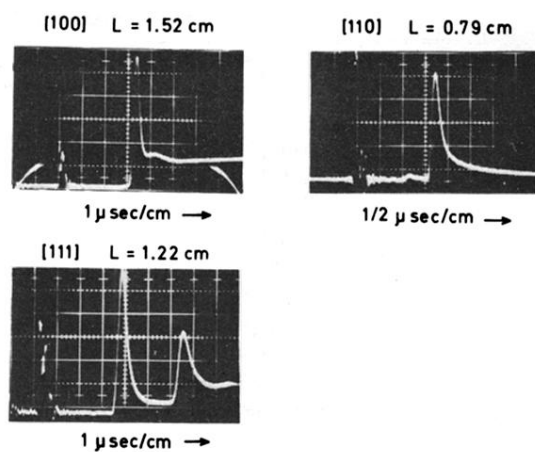 [100] L = 1.52 cm
[110] L = 0.79 cm
1 μ sec/cm →
1/2 μ sec/cm →
[111] L = 1.22 cm
1 μ sec/cm →